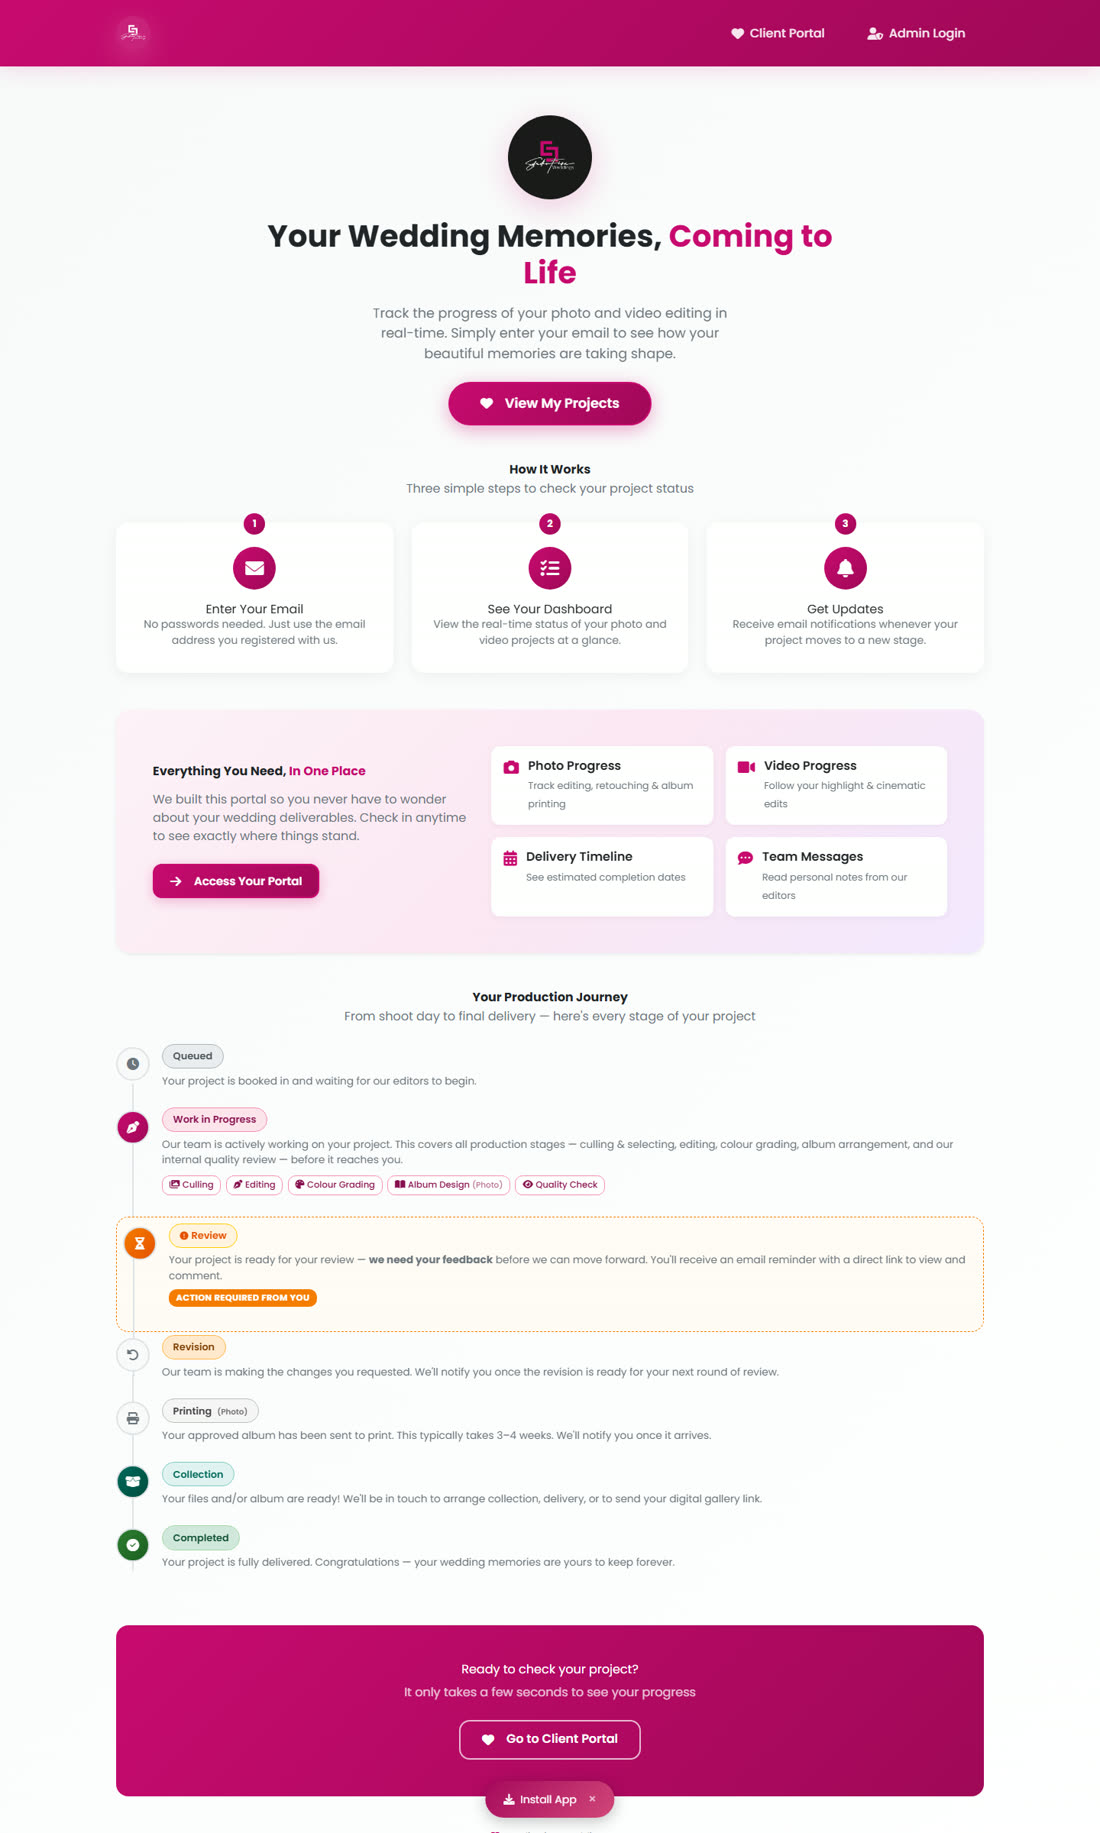 Client Portal
Admin Login
Weddings
Your Wedding Memories, Coming to
Life
Track the progress of your photo and video editing in
real-time. Simply enter your email to see how your
beautiful memories are taking shape.
View My Projects
How It Works
Three simple steps to check your project status
1
2
3
Enter Your Email
No passwords needed. Just use the email
address you registered with us.
See Your Dashboard
View the real-time status of your photo and
video projects at a glance.
Get Updates
Receive email notifications whenever your
project moves to a new stage.
Everything You Need, In One Place
We built this portal so you never have to wonder
about your wedding deliverables. Check in anytime
to see exactly where things stand.
Access Your Portal
Photo Progress
Track editing, retouching & album
printing
Video Progress
Follow your highlight & cinematic
edits
Delivery Timeline
See estimated completion dates
Team Messages
Read personal notes from our
editors
Your Production Journey
From shoot day to final delivery — here's every stage of your project
Queued
Your project is booked in and waiting for our editors to begin.
Work in Progress
Our team is actively working on your project. This covers all production stages — culling & selecting, editing, colour grading, album arrangement, and our
internal quality review — before it reaches you.
Culling
Editing
Colour Grading
Album Design (Photo)
Quality Check
Review
Your project is ready for your review — we need your feedback before we can move forward. You'll receive an email reminder with a direct link to view and
comment.
ACTION REQUIRED FROM YOU
Revision
Our team is making the changes you requested. We'll notify you once the revision is ready for your next round of review.
Printing (Photo)
Your approved album has been sent to print. This typically takes 3–4 weeks. We'll notify you once it arrives.
Collection
Your files and/or album are ready! We'll be in touch to arrange collection, delivery, or to send your digital gallery link.
Completed
Your project is fully delivered. Congratulations — your wedding memories are yours to keep forever.
Ready to check your project?
It only takes a few seconds to see your progress
Go to Client Portal
Install App ×